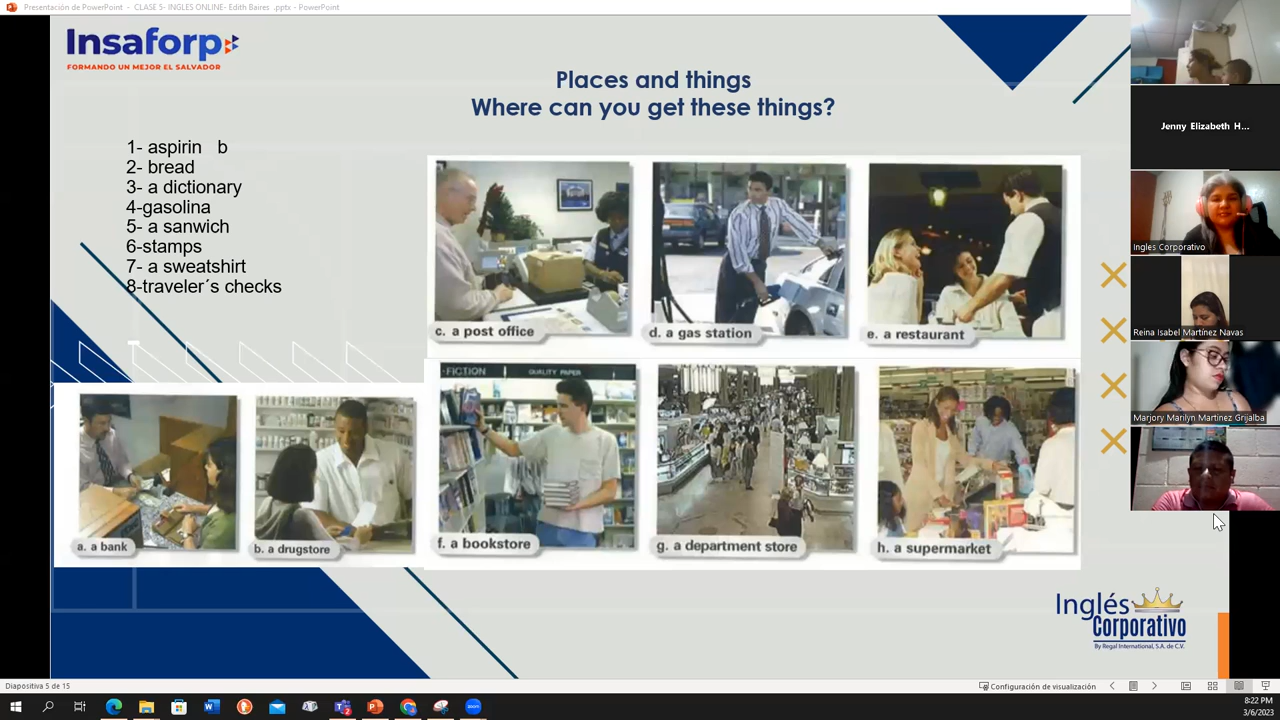 Presentación de PowerPoint - CLASE 5- INGLES ONLINE- Edith Baires .pptx - PowerPoint
Insaforp
FORMANDO UN MEJOR EL SALVADOR
Places and things
Where can you get these things?
1- aspirin b
2- bread
3- a dictionary
4-gasolina
5- a sanwich
6-stamps
7- a sweatshirt
8-traveler´s checks
c. a post office
d. a gas station
e. a restaurant
FICTION
QUALITY PAPER
a. a bank
b. a drugstore
f. a bookstore
g. a department store
h. a supermarket
Jenny Elizabeth H...
Ingles Corporativo
Reina Isabel Martínez Navas
Marjory Marilyn Martínez Grijalba
Inglés
Corporativo
By Regal International, S.A. de C.V.
Diapositiva 5 de 15
Configuración de visualización
8:22 PM
3/6/2023